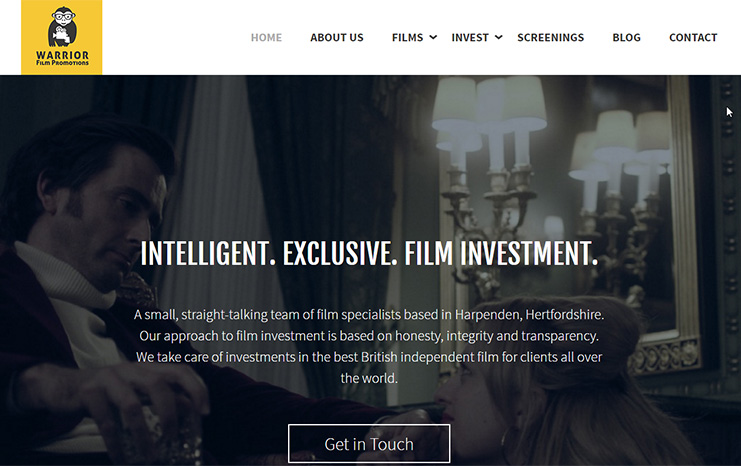 WARRIOR
FILM PROMOTIONS
HOME ABOUT US FILMS INVEST SCREENINGS BLOG CONTACT
INTELLIGENT. EXCLUSIVE. FILM INVESTMENT.
A small, straight-talking team of film specialists based in Harpenden, Hertfordshire.
Our approach to film investment is based on honesty, integrity and transparency.
We take care of investments in the best British independent film for clients all over
the world.
Get in Touch